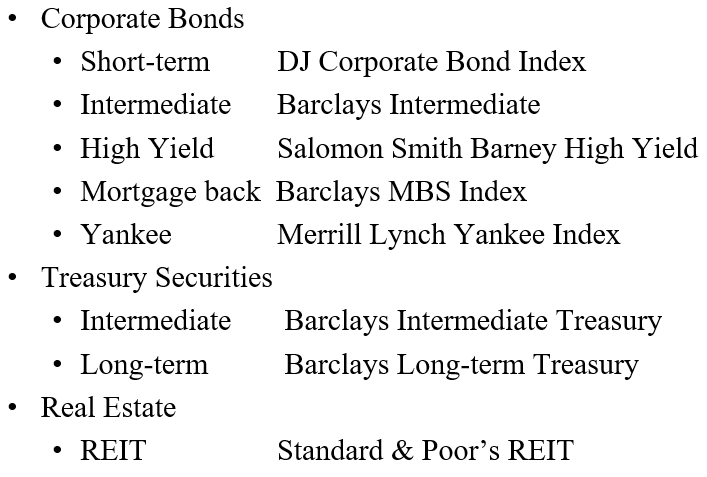 • Corporate Bonds
• Short-term DJ Corporate Bond Index
• Intermediate Barclays Intermediate
• High Yield Salomon Smith Barney High Yield
• Mortgage back Barclays MBS Index
• Yankee Merrill Lynch Yankee Index
• Treasury Securities
• Intermediate Barclays Intermediate Treasury
• Long-term Barclays Long-term Treasury
• Real Estate
• REIT Standard & Poor’s REIT